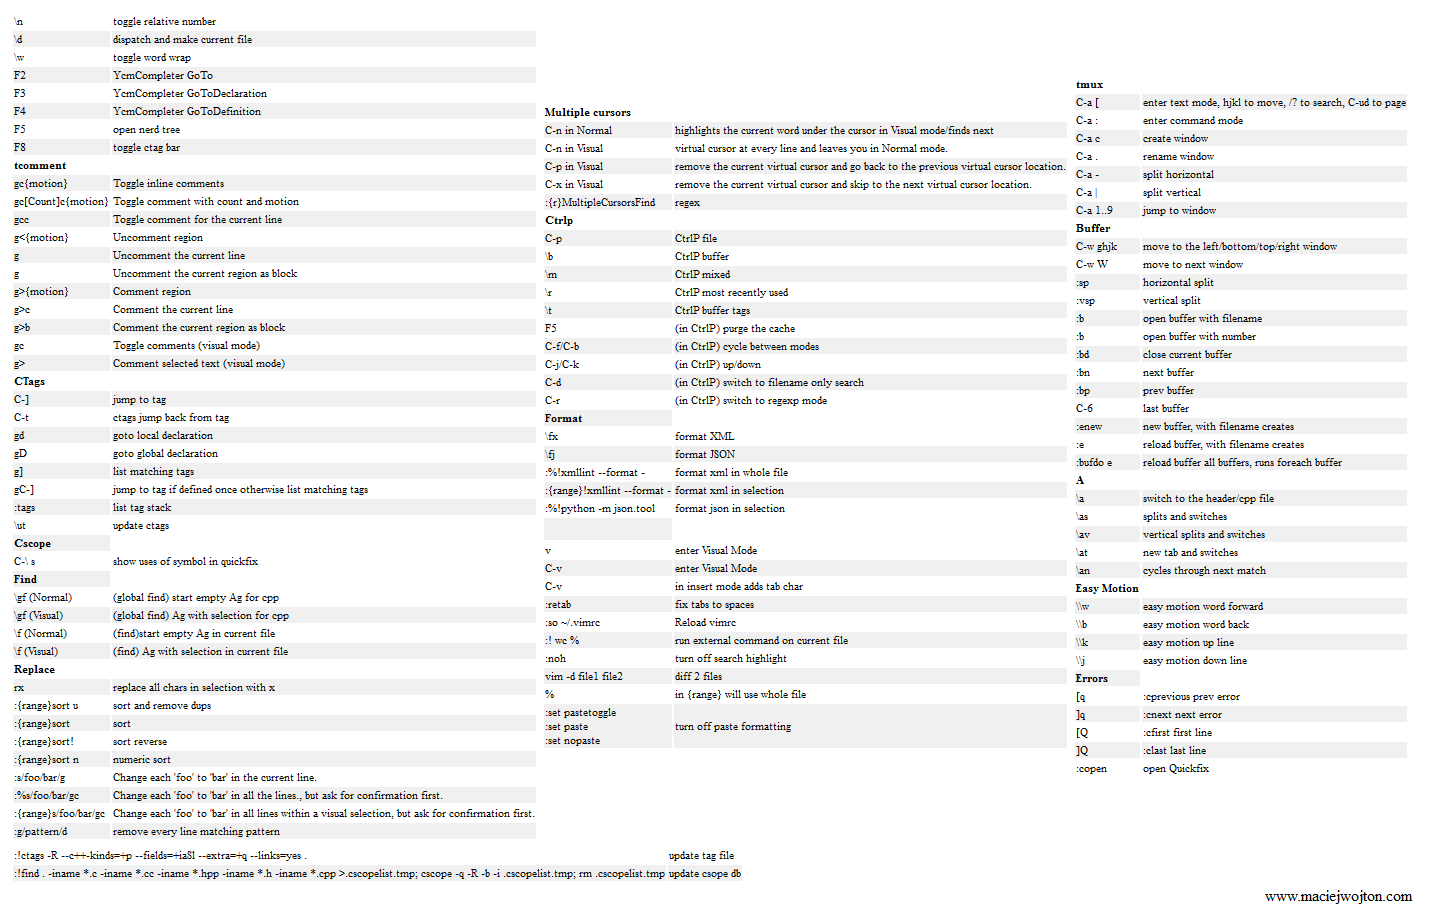 \n toggle relative number
\d dispatch and make current file
\w toggle word wrap
F2 YcmCompleter GoTo
F3 YcmCompleter GoToDeclaration
F4 YcmCompleter GoToDefinition
F5 open nerd tree
F8 toggle ctag bar
tcomment
gc{motion} Toggle inline comments
gc[Count]c{motion} Toggle comment with count and motion
gcc Toggle comment for the current line
g<{motion} Uncomment region
g Uncomment the current line
g Uncomment the current region as block
g>{motion} Comment region
g>c Comment the current line
g>b Comment the current region as block
gc Toggle comments (visual mode)
g> Comment selected text (visual mode)
CTags
C-] jump to tag
C-t ctags jump back from tag
gd goto local declaration
gD goto global declaration
g] list matching tags
gC-] jump to tag if defined once otherwise list matching tags
:tags list tag stack
\ut update ctags
Cscope
C-\ s show uses of symbol in quickfix
Find
\gf (Normal) (global find) start empty Ag for cpp
\gf (Visual) (global find) Ag with selection for cpp
\f (Normal) (find)start empty Ag in current file
\f (Visual) (find) Ag with selection in current file
Replace
rx replace all chars in selection with x
:{range}sort u sort and remove dups
:{range}sort sort
:{range}sort! sort reverse
:{range}sort n numeric sort
:s/foo/bar/g Change each 'foo' to 'bar' in the current line.
:%s/foo/bar/gc Change each 'foo' to 'bar' in all the lines., but ask for confirmation first.
:{range}s/foo/bar/gc Change each 'foo' to 'bar' in all lines within a visual selection, but ask for confirmation first.
:g/pattern/d remove every line matching pattern
Multiple cursors
C-n in Normal highlights the current word under the cursor in Visual mode/finds next
C-n in Visual virtual cursor at every line and leaves you in Normal mode.
C-p in Visual remove the current virtual cursor and go back to the previous virtual cursor location.
C-x in Visual remove the current virtual cursor and skip to the next virtual cursor location.
:{r}MultipleCursorsFind regex
Ctrlp
C-p CtrlP file
\b CtrlP buffer
\m CtrlP mixed
\r CtrlP most recently used
\t CtrlP buffer tags
F5 (in CtrlP) purge the cache
C-f/C-b (in CtrlP) cycle between modes
C-j/C-k (in CtrlP) up/down
C-d (in CtrlP) switch to filename only search
C-r (in CtrlP) switch to regexp mode
Format
\fx format XML
\fj format JSON
:%!xmllint --format - format xml in whole file
:{range}!xmllint --format - format xml in selection
:%!python -m json.tool format json in selection
v enter Visual Mode
C-v enter Visual Mode
C-v in insert mode adds tab char
:retab fix tabs to spaces
:so ~/.vimrc Reload vimrc
:! wc % run external command on current file
:noh turn off search highlight
vim -d file1 file2 diff 2 files
% in {range} will use whole file
:set pastetoggle
:set paste turn off paste formatting
:set nopaste
tmux
C-a [ enter text mode, hjkl to move, /? to search, C-ud to page
C-a : enter command mode
C-a c create window
C-a . rename window
C-a - split horizontal
C-a | split vertical
C-a 1..9 jump to window
Buffer
C-w ghjk move to the left/bottom/top/right window
C-w W move to next window
:sp horizontal split
:vsp vertical split
:b open buffer with filename
:b open buffer with number
:bd close current buffer
:bn next buffer
:bp prev buffer
C-6 last buffer
:enew new buffer, with filename creates
:e reload buffer, with filename creates
:bufdo e reload buffer all buffers, runs foreach buffer
A
\a switch to the header/cpp file
\as splits and switches
\av vertical splits and switches
\at new tab and switches
\an cycles through next match
Easy Motion
\\w easy motion word forward
\\b easy motion word back
\\k easy motion up line
\\j easy motion down line
Errors
[q :cprevious prev error
]q :cnext next error
[Q :cfirst first line
]Q :clast last line
:copen open Quickfix
:!ctags -R --c++-kinds=+p --fields=+iaSl --extra=+q --links=yes . update tag file
:!find . -iname *.c -iname *.cc -iname *.hpp -iname *.h -iname *.cpp >.cscopelist.tmp; cscope -q -R -b -i .cscopelist.tmp; rm .cscopelist.tmp update csope db
www.maciejwojton.com